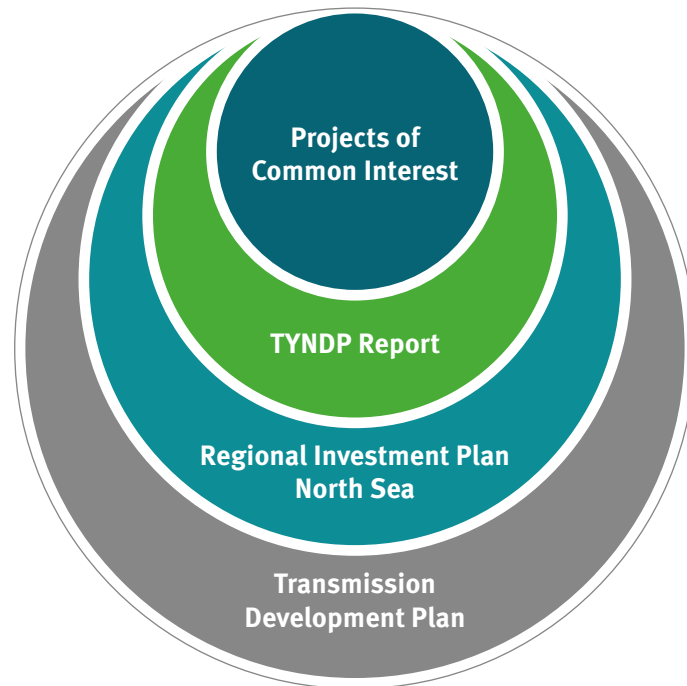 Projects of
Common Interest
TYNDP Report
Regional Investment Plan
North Sea
Transmission
Development Plan